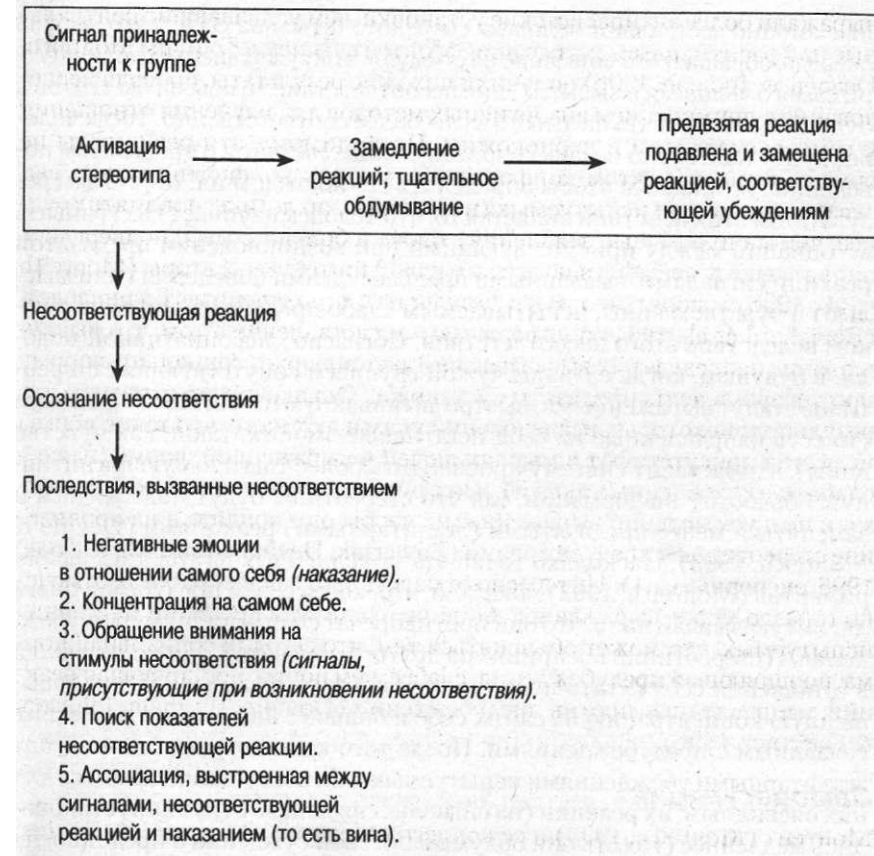 Сигнал принадлеж-
ности к группе
Активация
стереотипа
Замедление
реакций; тщательное
обдумывание
Предвзятая реакция
подавлена и замещена
реакцией, соответству-
ющей убеждениям
Несоответствующая реакция
Осознание несоответствия
Последствия, вызванные несоответствием
1. Негативные эмоции
в отношении самого себя (наказание).
2. Концентрация на самом себе.
3. Обращение внимания на
стимулы несоответствия (сигналы,
присутствующие при возникновении несоответствия).
4. Поиск показателей
несоответствующей реакции.
5. Ассоциация, выстроенная между
сигналами, несоответствующей
реакцией и наказанием (то есть вина).